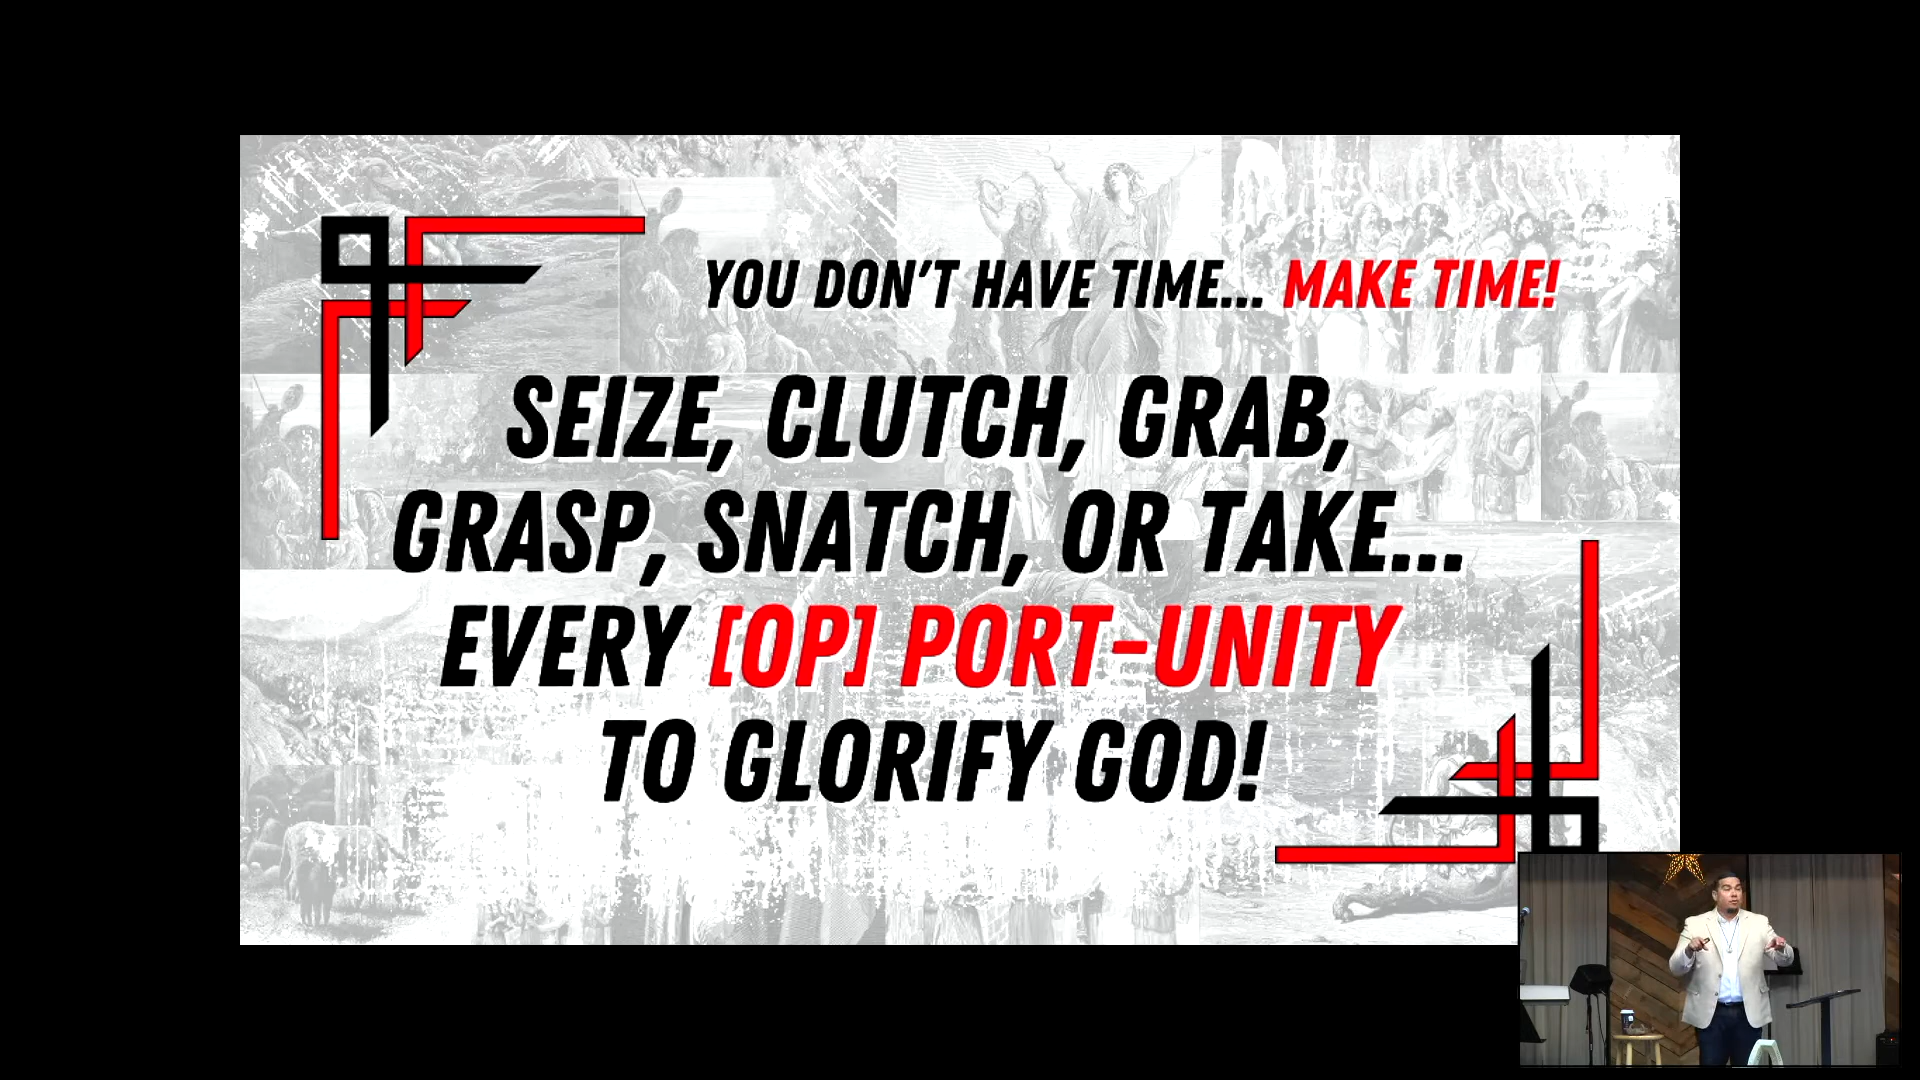 YOU DON'T HAVE TIME... MAKE TIME!
SEIZE, CLUTCH, GRAB,
GRASP, SNATCH, OR TAKE...
EVERY [OP] PORT-UNITY
TO GLORIFY GOD!